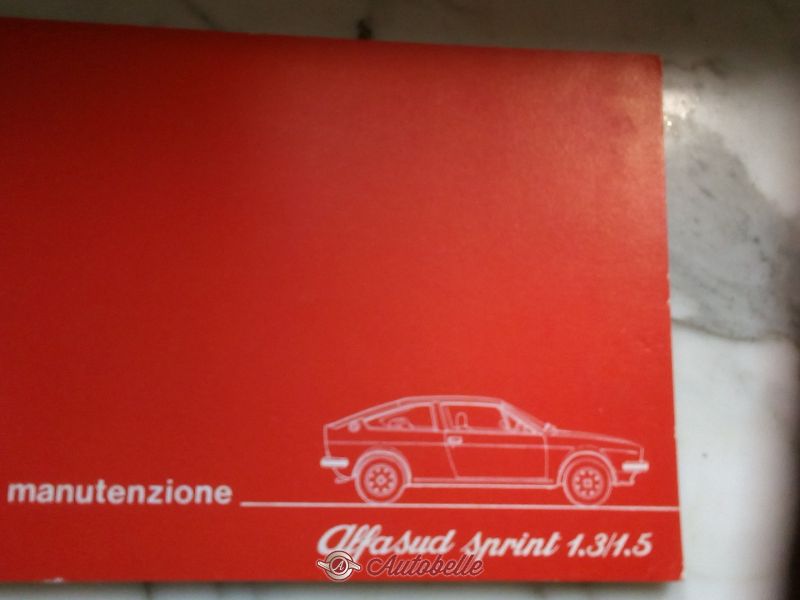 manutenzione
alfasud sprint 1.3/1.5
A Autobelle